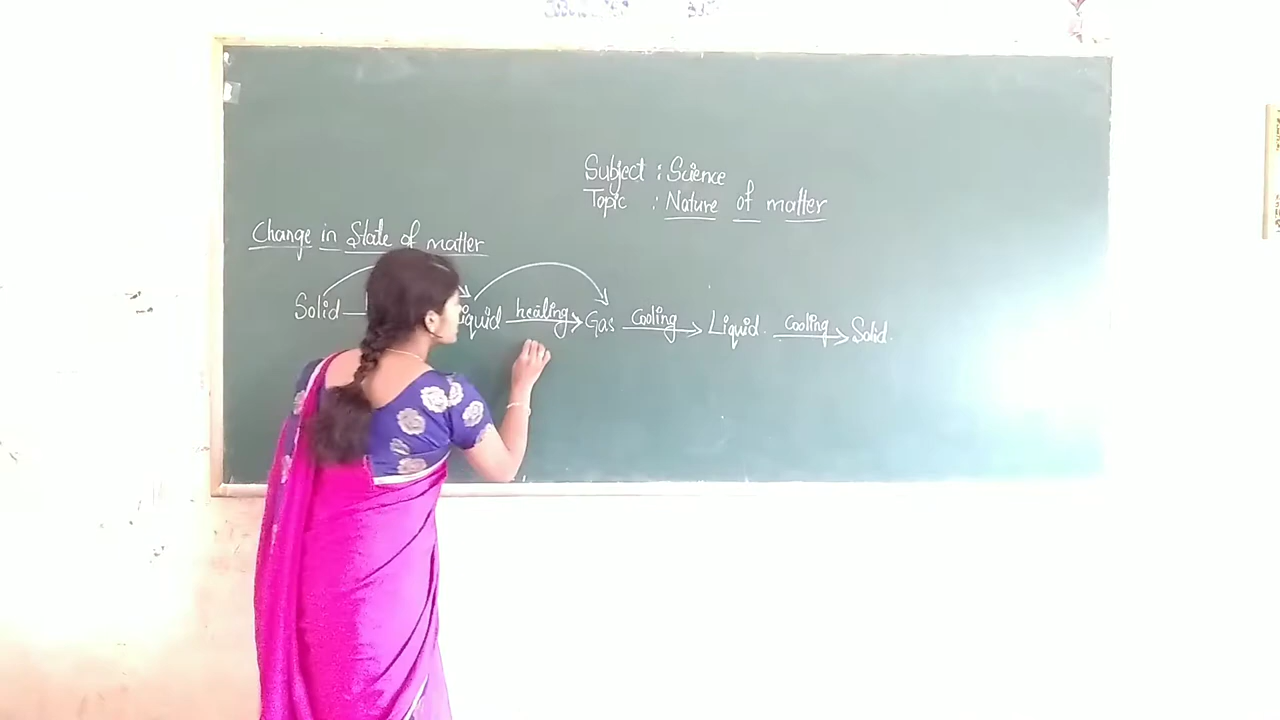 Subject : Science
Topic : Nature of matter
Change in State of matter
Solid iquid heating Gas Cooling Liquid. Cooling Solid.